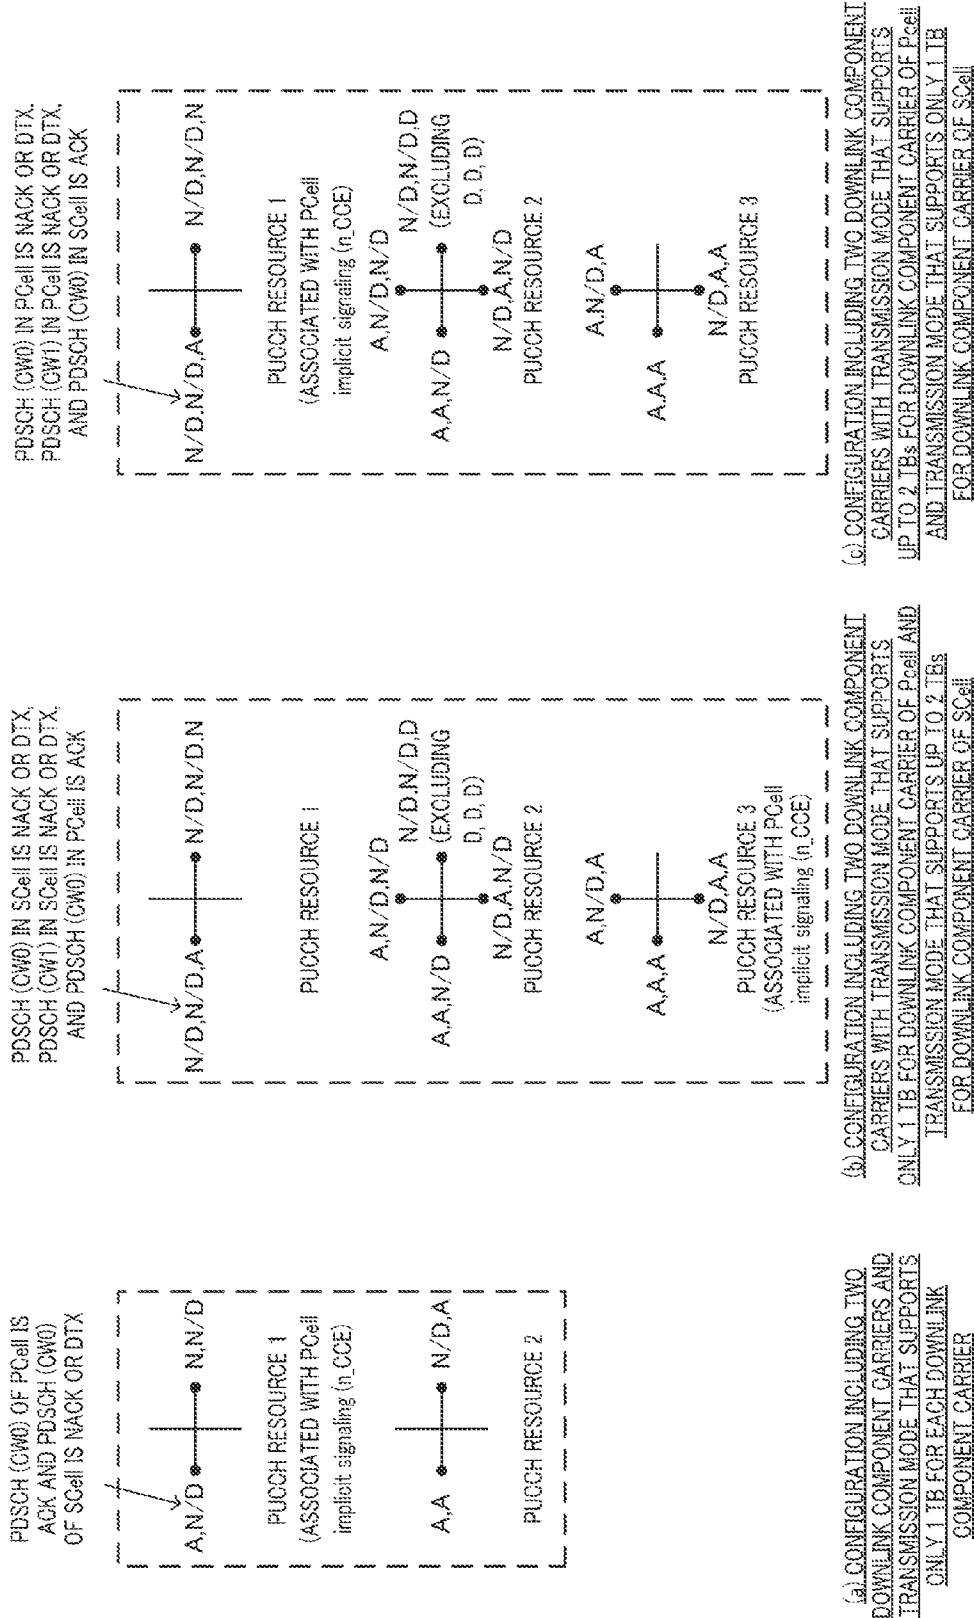 PDSCH (CW0) OF PCell IS
ACK AND PDSCH (CW0)
OF SCell IS NACK OR DTX
A,N/D
N,N/D
PUCCH RESOURCE 1
(ASSOCIATED WITH PCell
implicit signaling (n_CCE)
A,A
N/D,A
PUCCH RESOURCE 2
(a) CONFIGURATION INCLUDING TWO
DOWNLINK COMPONENT CARRIERS AND
TRANSMISSION MODE THAT SUPPORTS
ONLY 1 TB FOR EACH DOWNLINK
COMPONENT CARRIER
PDSCH (CW0) IN SCell IS NACK OR DTX,
PDSCH (CW1) IN SCell IS NACK OR DTX,
AND PDSCH (CW0) IN PCell IS ACK
N/D,N/D,A
N/D,N/D,N
PUCCH RESOURCE 1
A,N/D,N/D
N/D,N/D,D
A,A,N/D
(EXCLUDING
D, D, D)
N/D,A,N/D
PUCCH RESOURCE 2
A,N/D,A
A,A,A
N/D,A,A
PUCCH RESOURCE 3
(ASSOCIATED WITH PCell
implicit signaling (n_CCE)
(b) CONFIGURATION INCLUDING TWO DOWNLINK COMPONENT
CARRIERS WITH TRANSMISSION MODE THAT SUPPORTS
ONLY 1 TB FOR DOWNLINK COMPONENT CARRIER OF Pcell AND
TRANSMISSION MODE THAT SUPPORTS UP TO 2 TBs
FOR DOWNLINK COMPONENT CARRIER OF SCell
PDSCH (CW0) IN PCell IS NACK OR DTX,
PDSCH (CW1) IN PCell IS NACK OR DTX,
AND PDSCH (CW0) IN SCell IS ACK
N/D,N/D,A
N/D,N/D,N
PUCCH RESOURCE 1
(ASSOCIATED WITH PCell
implicit signaling (n_CCE)
A,N/D,N/D
N/D,N/D,D
A,A,N/D
(EXCLUDING
D, D, D)
N/D,A,N/D
PUCCH RESOURCE 2
A,N/D,A
A,A,A
N/D,A,A
PUCCH RESOURCE 3
(c) CONFIGURATION INCLUDING TWO DOWNLINK COMPONENT
CARRIERS WITH TRANSMISSION MODE THAT SUPPORTS
UP TO 2 TBs FOR DOWNLINK COMPONENT CARRIER OF Pcell
AND TRANSMISSION MODE THAT SUPPORTS ONLY 1 TB
FOR DOWNLINK COMPONENT CARRIER OF SCell